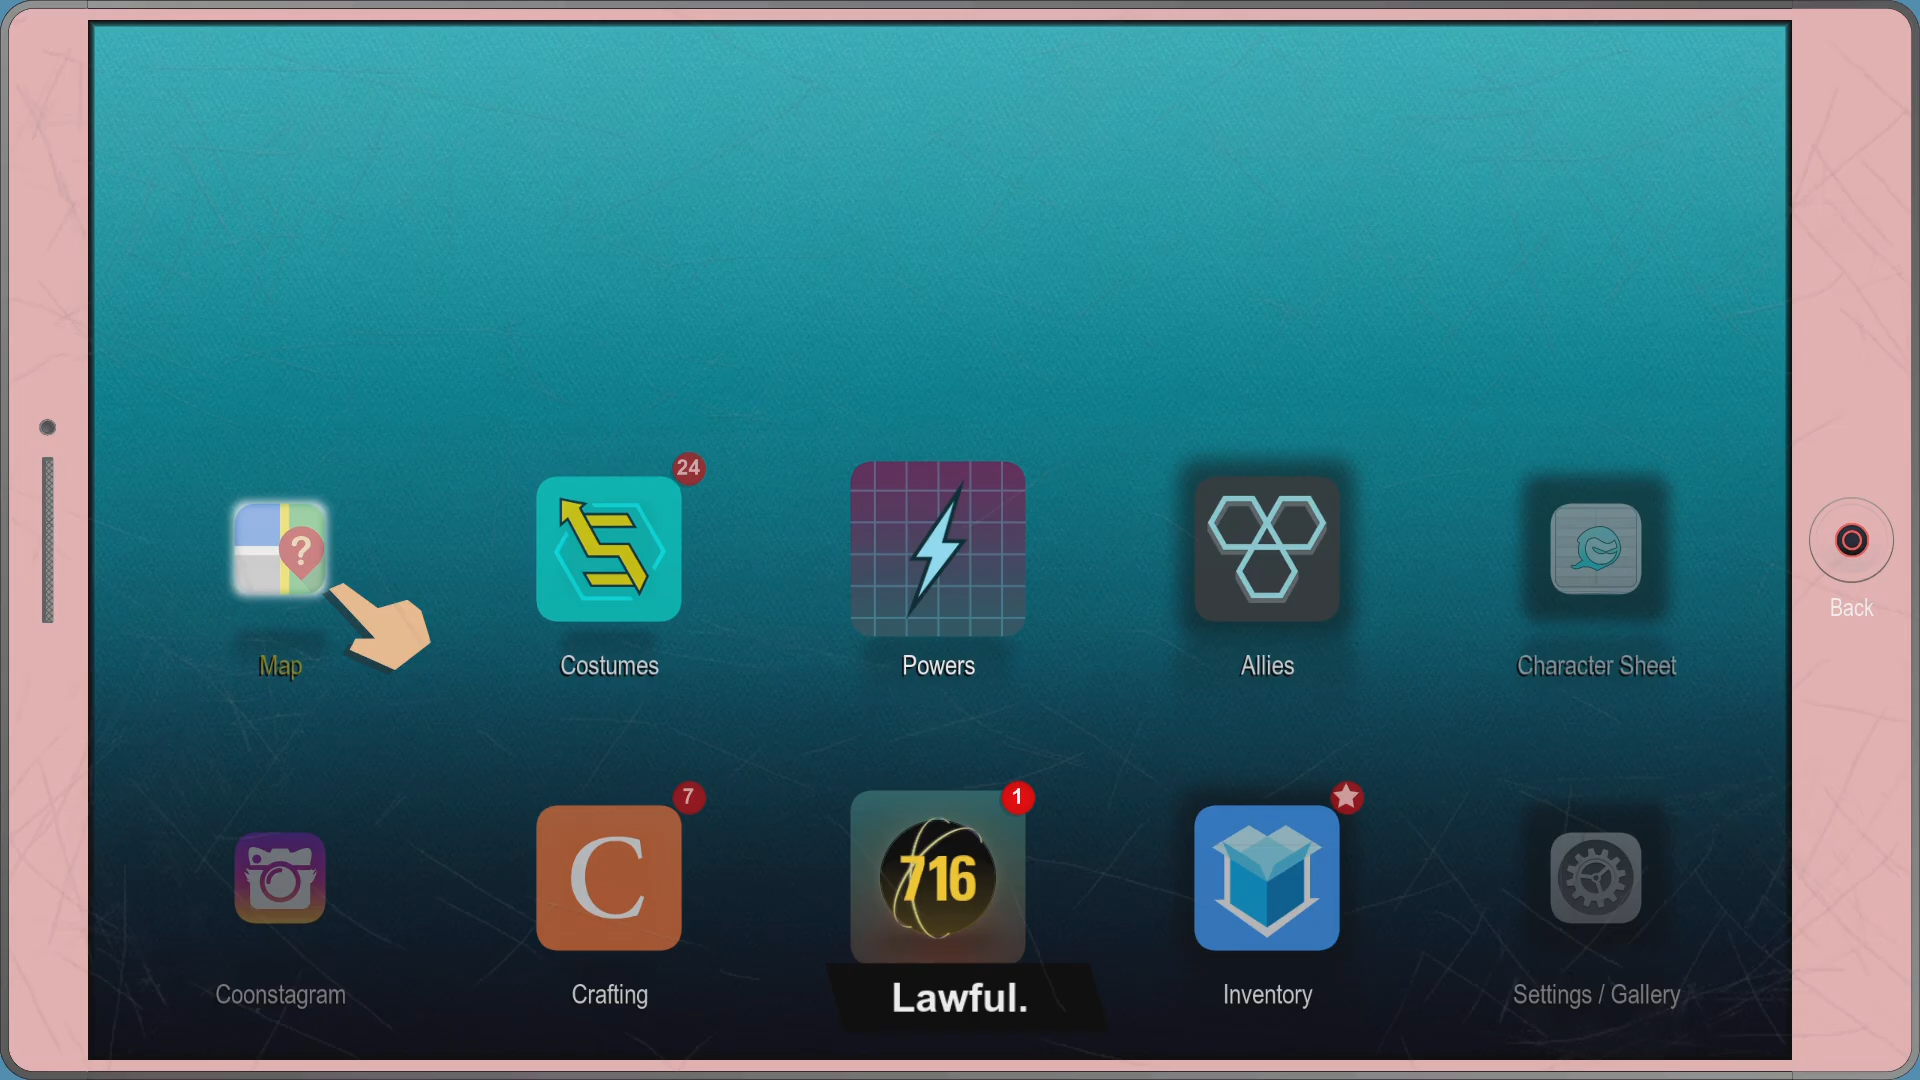 24
?
Map
Costumes
Powers
Allies
Character Sheet
Back
7
1
C
716
Coonstagram
Crafting
Lawful.
Inventory
Settings / Gallery